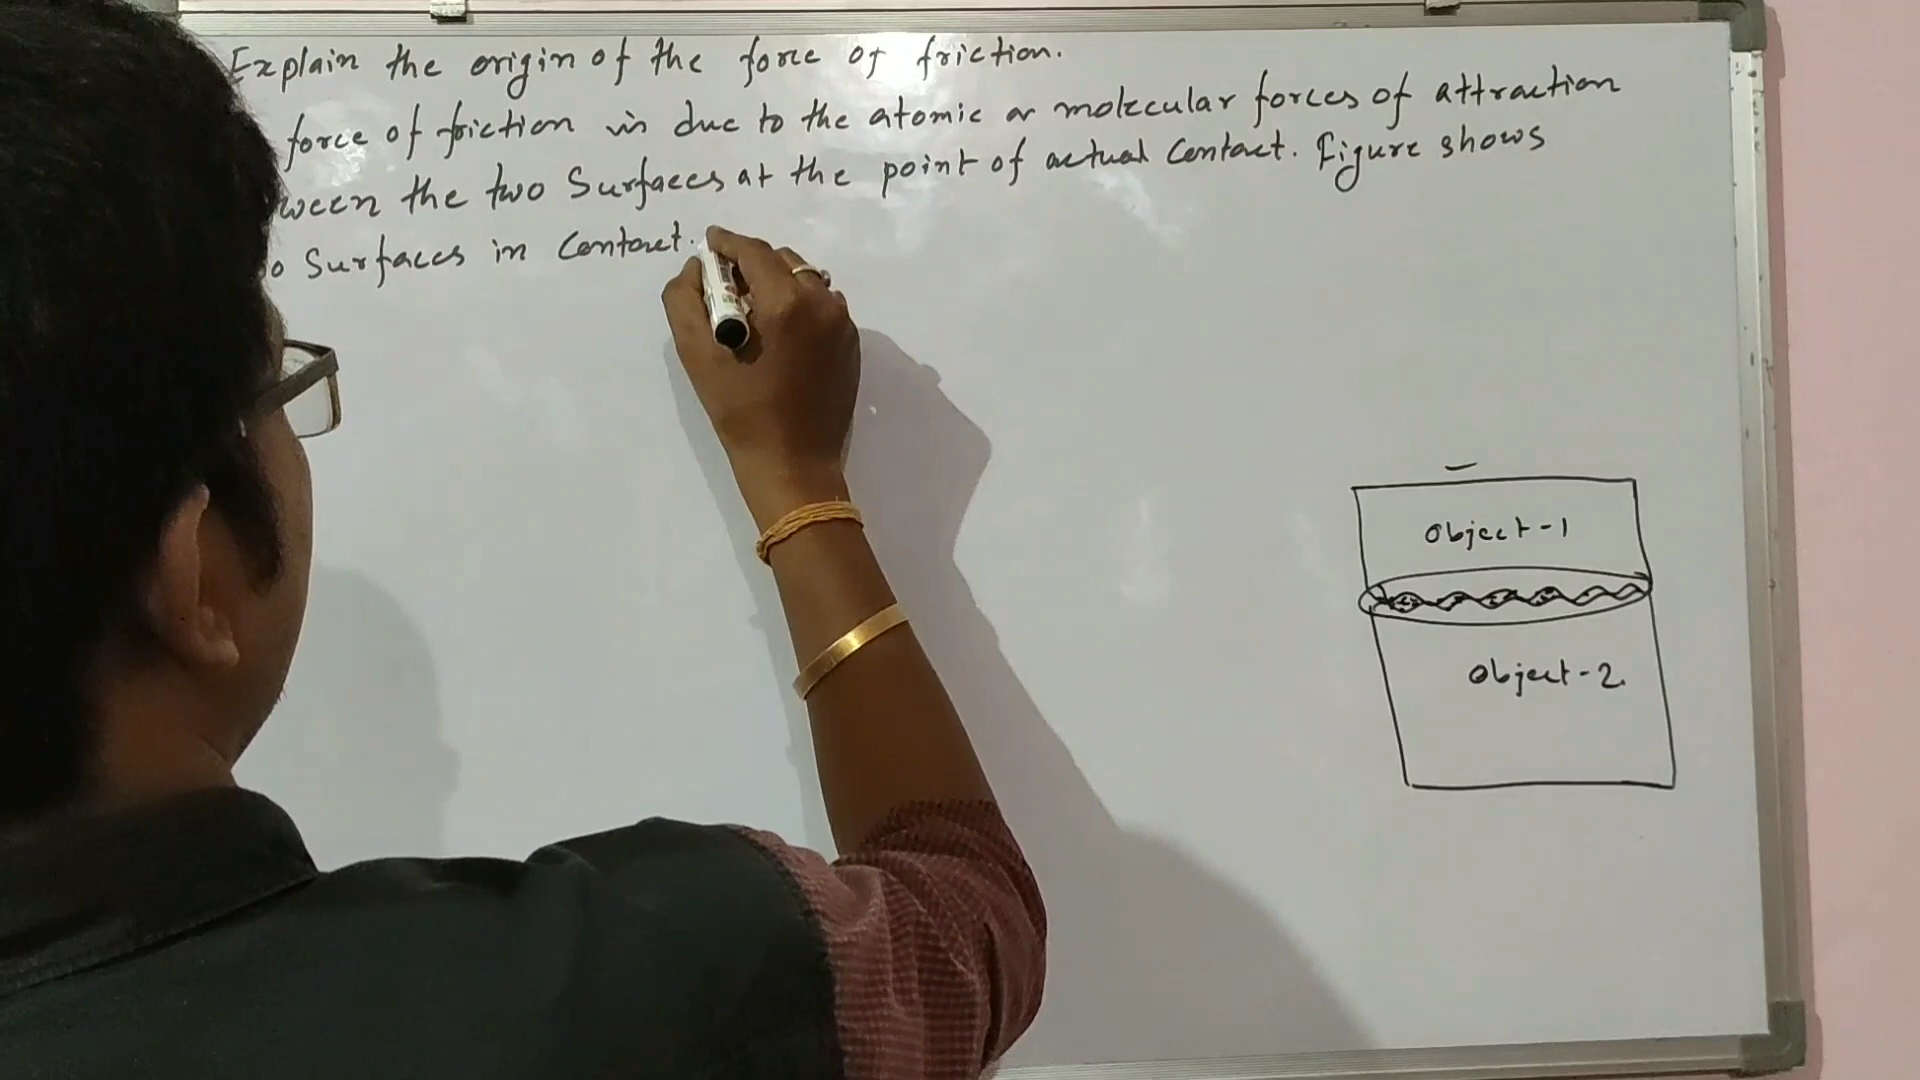 Explain the origin of the force of friction.
force of friction is due to the atomic or molecular forces of attraction
ween the two Surfaces at the point of actual Contact. Figure shows
o Surfaces in Contact.
Object-1
Object-2.